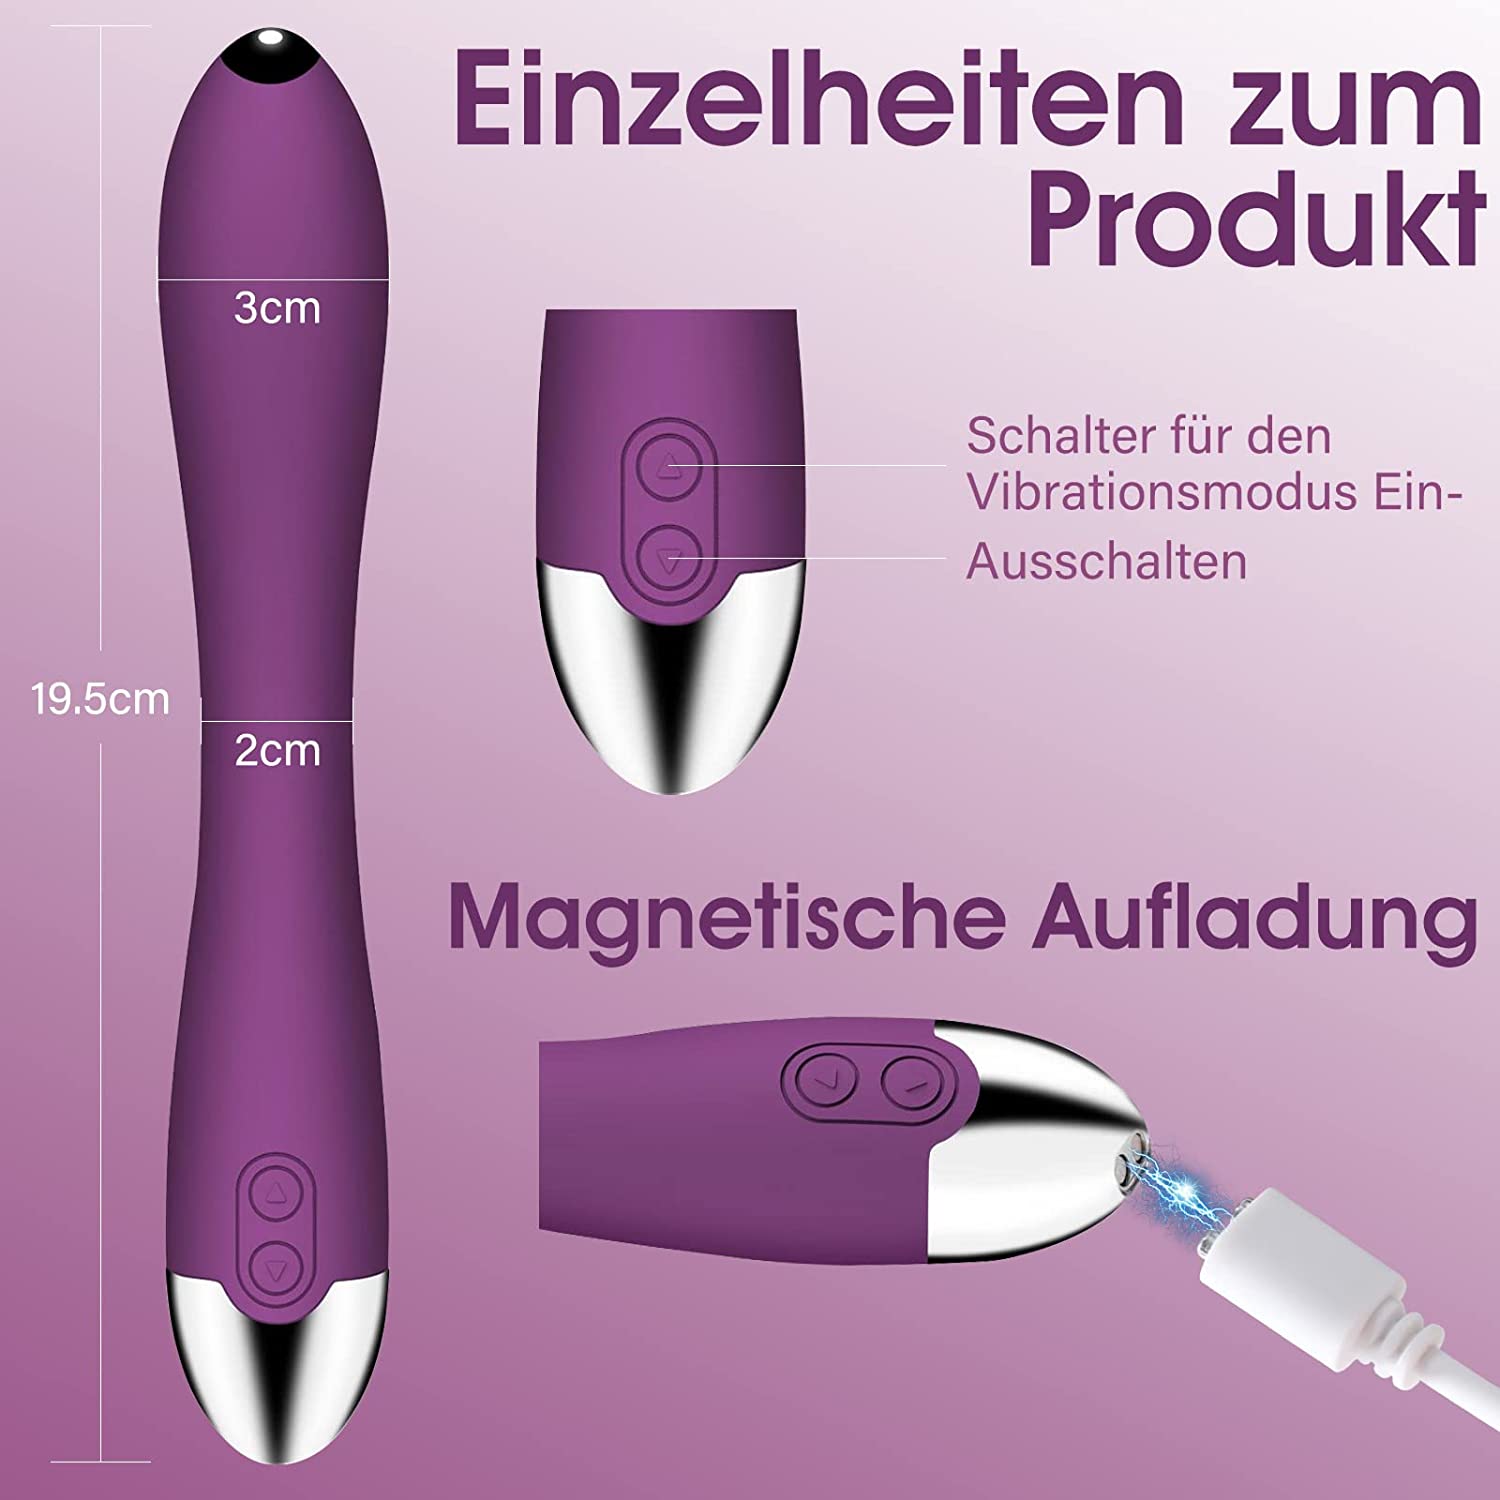 Einzelheiten zum
Produkt
3cm
Schalter für den
Vibrationsmodus Ein-
Ausschalten
19.5cm
2cm
Magnetische Aufladung